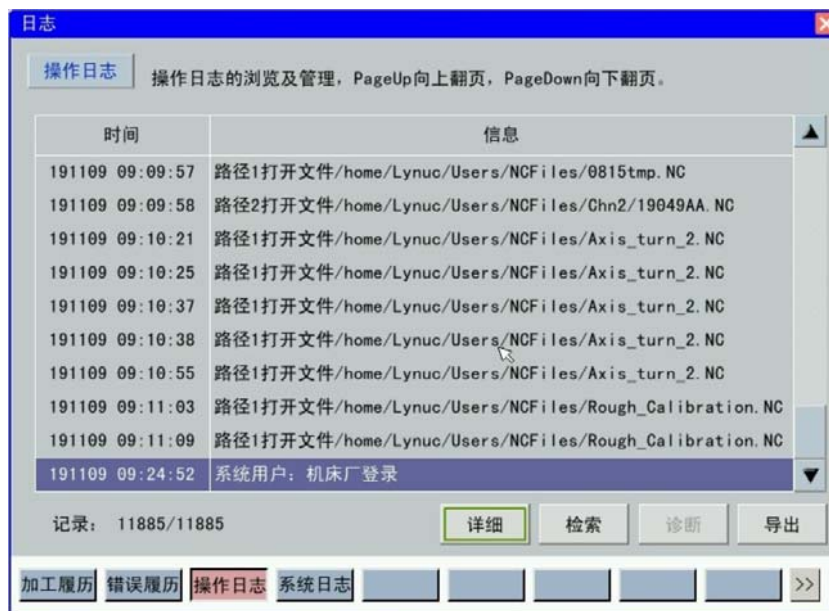 日志
操作日志 操作日志的浏览及管理，PageUp向上翻页，PageDown向下翻页。
时间 信息
191109 09:09:57 路径1打开文件/home/Lynuc/Users/NCFiles/0815tmp.NC
191109 09:09:58 路径2打开文件/home/Lynuc/Users/NCFiles/Chn2/19049AA.NC
191109 09:10:21 路径1打开文件/home/Lynuc/Users/NCFiles/Axis_turn_2.NC
191109 09:10:25 路径1打开文件/home/Lynuc/Users/NCFiles/Axis_turn_2.NC
191109 09:10:37 路径1打开文件/home/Lynuc/Users/NCFiles/Axis_turn_2.NC
191109 09:10:38 路径1打开文件/home/Lynuc/Users/NCFiles/Axis_turn_2.NC
191109 09:10:55 路径1打开文件/home/Lynuc/Users/NCFiles/Axis_turn_2.NC
191109 09:11:03 路径1打开文件/home/Lynuc/Users/NCFiles/Rough_Calibration.NC
191109 09:11:09 路径1打开文件/home/Lynuc/Users/NCFiles/Rough_Calibration.NC
191109 09:24:52 系统用户：机床厂登录
记录： 11885/11885 详细 检索 诊断 导出
加工履历 错误履历 操作日志 系统日志 >>